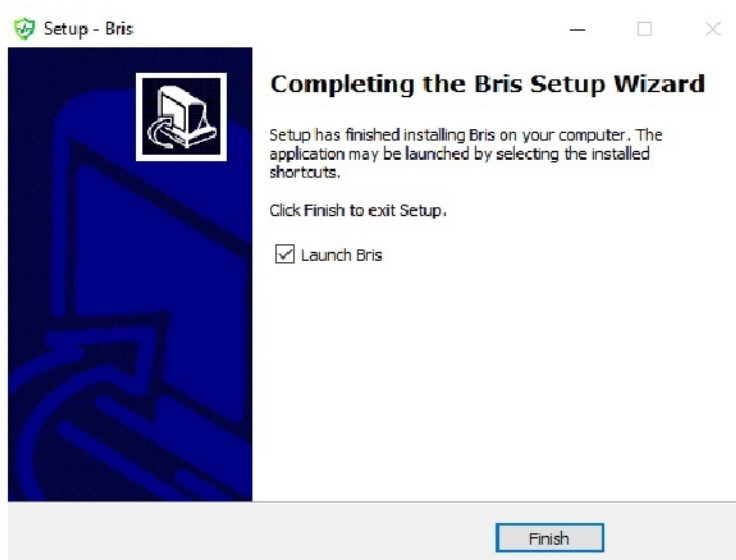 Setup - Bris
Completing the Bris Setup Wizard
Setup has finished installing Bris on your computer. The
application may be launched by selecting the installed
shortcuts.
Click Finish to exit Setup.
Launch Bris
Finish